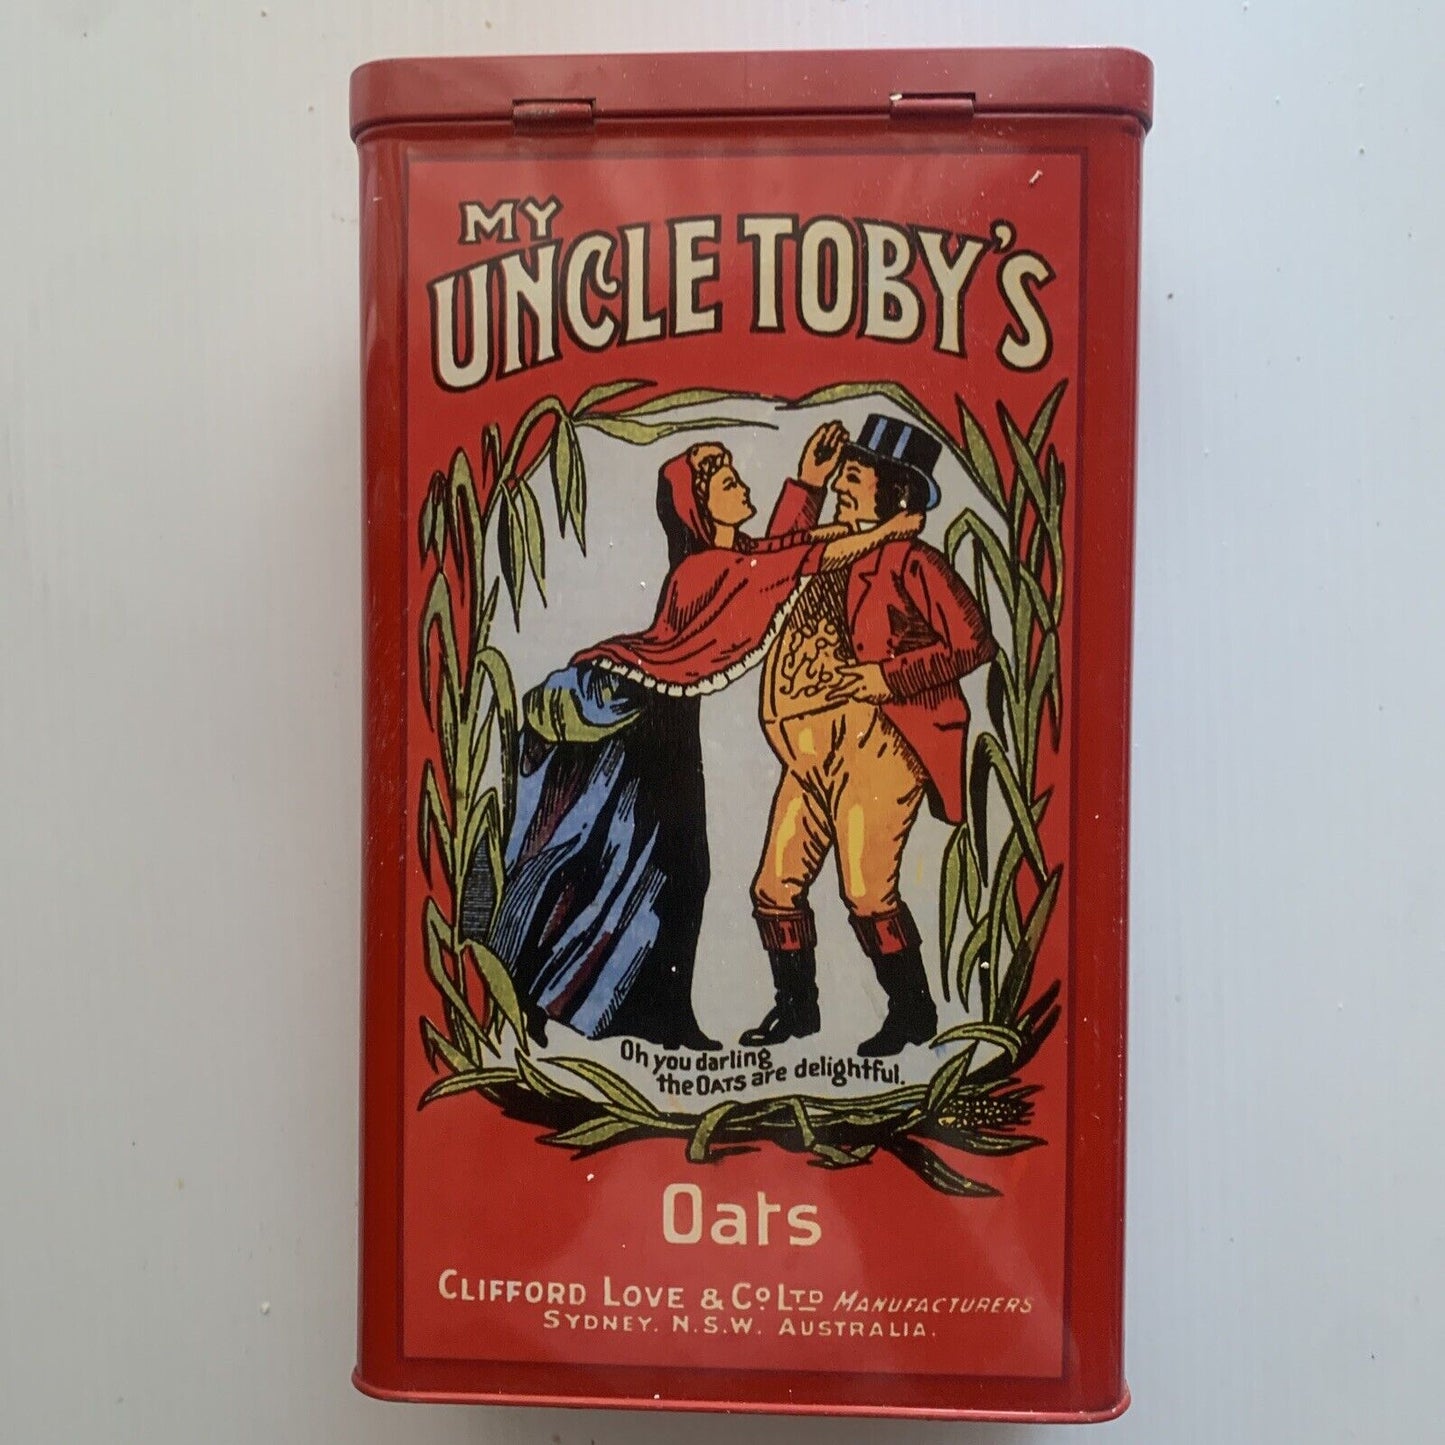 MY
UNCLE TOBY'S
Oh you darling
the OATS are delightful.
Oats
CLIFFORD LOVE & Co LTD MANUFACTURERS
SYDNEY. N.S.W. AUSTRALIA.